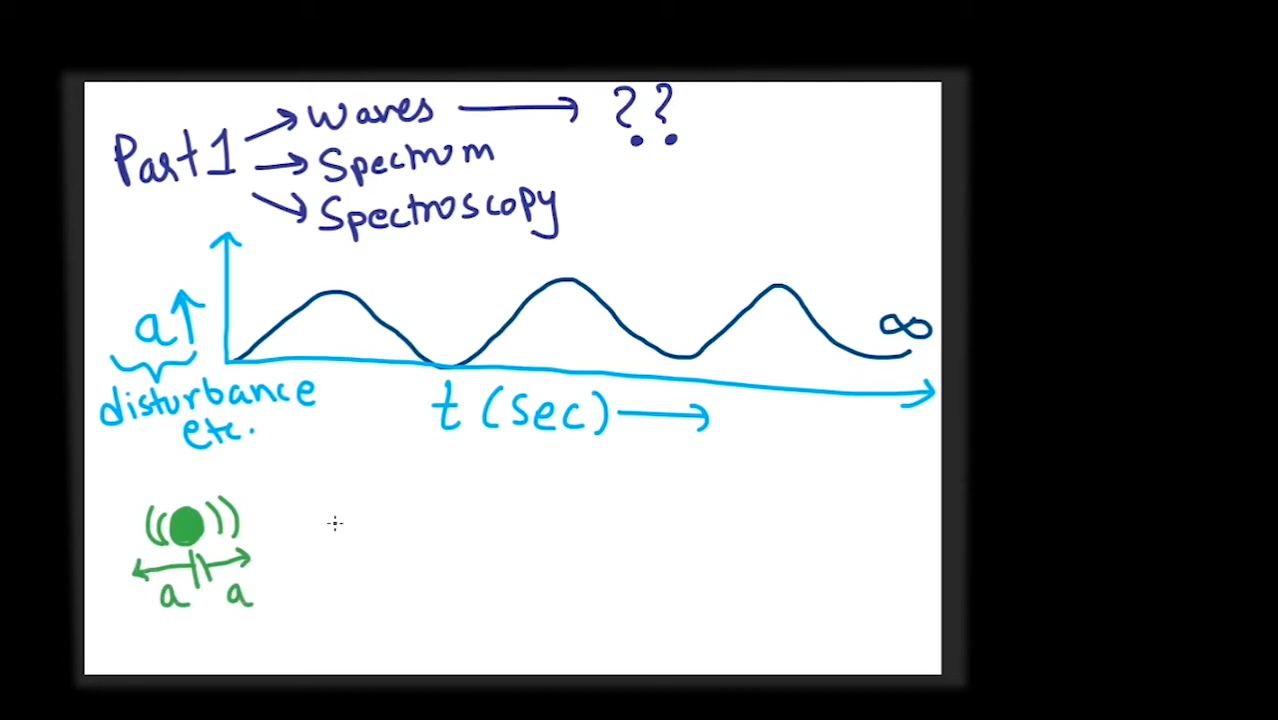 Part 1 → Waves → ??
→ Spectrum
→ Spectroscopy
a↑
∞
disturbance
etc.
t (sec) →
a a